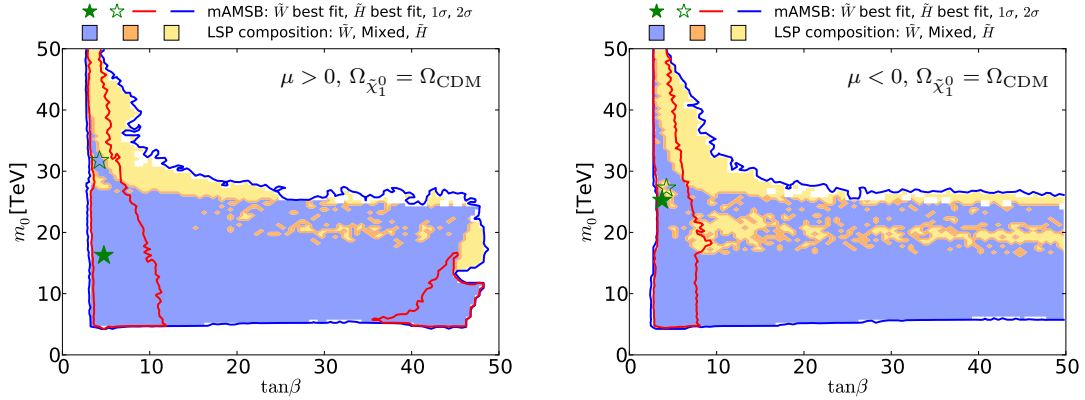 mAMSB: W̃ best fit, H̃ best fit, 1σ, 2σ
LSP composition: W̃, Mixed, H̃
μ > 0, Ω_χ̃⁰₁ = Ω_CDM
50
40
30
20
10
0
m₀[TeV]
0 10 20 30 40 50
tanβ
mAMSB: W̃ best fit, H̃ best fit, 1σ, 2σ
LSP composition: W̃, Mixed, H̃
μ < 0, Ω_χ̃⁰₁ = Ω_CDM
50
40
30
20
10
0
m₀[TeV]
0 10 20 30 40 50
tanβ